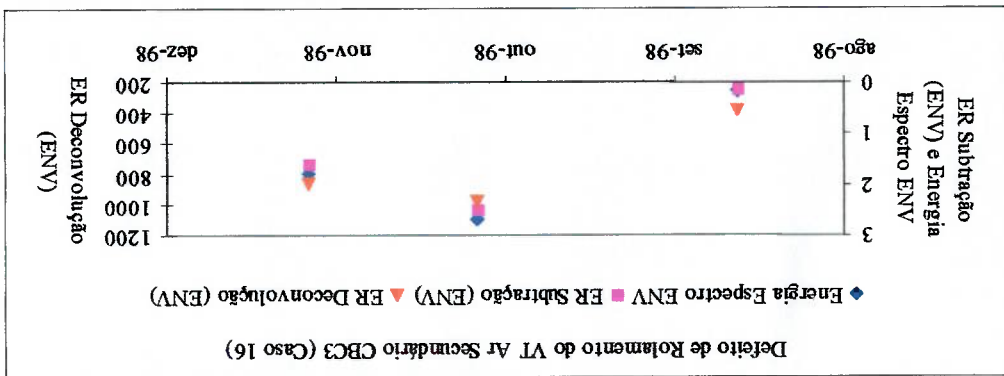 Defeito de Rolamento do VT Ar Secundário CBC3 (Caso 16)
Energia Espectro ENV ER Subtração (ENV) ER Deconvolução (ENV)
ER Subtração
(ENV) e Energia
Espectro ENV
3
2
1
0
1200
1000
800
600
400
200
ER Deconvolução
(ENV)
ago-98 set-98 out-98 nov-98 dez-98